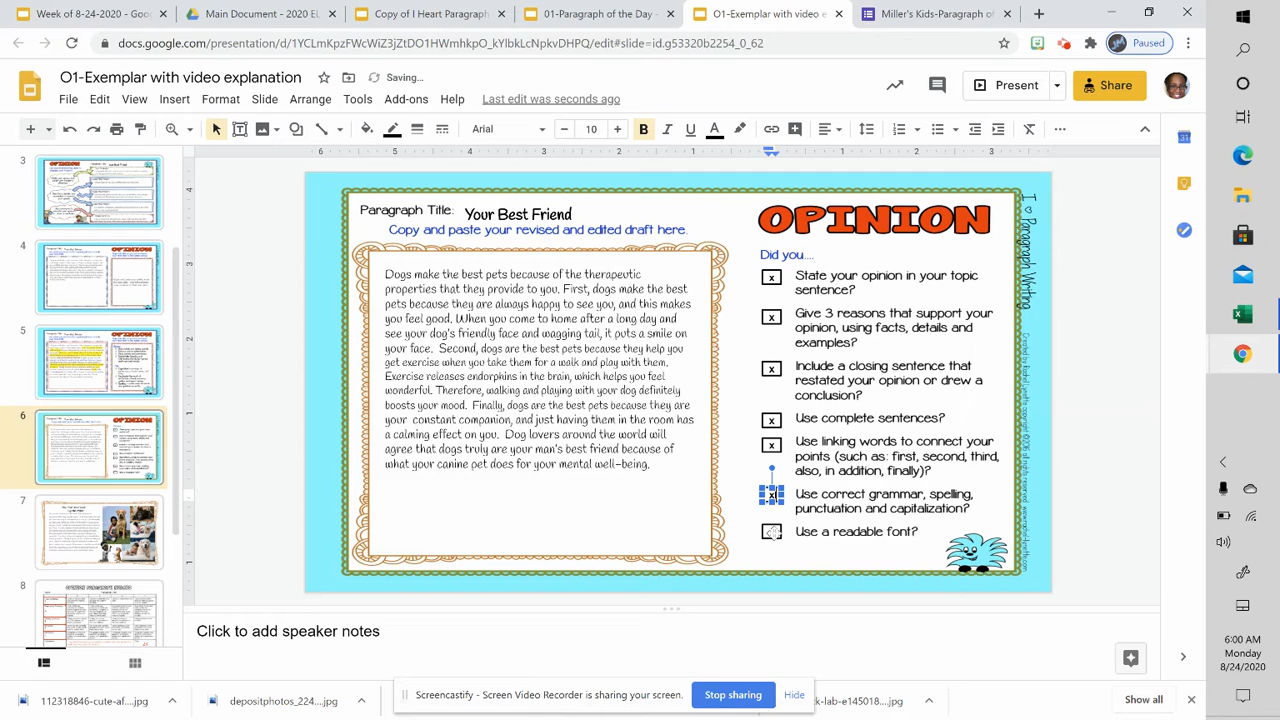 Week of 8-24-2020 - Goo
Main Document - 2020 EL
Copy of I Heart Paragraph
01-Paragraph of the Day -
O1-Exemplar with video e
Miller's Kids-Paragraph of
Paused
O1-Exemplar with video explanation
Saving...
File Edit View Insert Format Slide Arrange Tools Add-ons Help Last edit was seconds ago
Present
Share
Arial
10
B I U A
3
4
5
6
7
8
Paragraph Title: Your Best Friend
Copy and paste your revised and edited draft here.
Dogs make the best pets because of the therapeutic
properties that they provide to you. First, dogs make the best
pets because they are always happy to see you, and this makes
you feel good. When you come to home after a long day and
see your dog's friendly face and wagging tail, it puts a smile on
your face. Second, dogs are the best pets because they help you
get exercise. You take them for a walk and play with them.
Exercise releases endorphins in the brain, which helps you feel
wonderful. Therefore, walking and playing with your dog definitely
boosts your mood. Finally, dogs are the best pets because they are
your constant companion, and just having them in the room has
a calming effect on you. Dog lovers around the world will
agree that dogs truly are your man's best friend because of
what your canine pet does for your mental well-being.
OPINION
Did you....
x State your opinion in your topic
sentence?
x Give 3 reasons that support your
opinion, using facts, details and
examples?
x Include a closing sentence that
restated your opinion or drew a
conclusion?
x Use complete sentences?
x Use linking words to connect your
points (such as: first, second, third,
also, in addition, finally)?
x Use correct grammar, spelling,
punctuation and capitalization?
Use a readable font?
I ♡ Paragraph Writing
Click to add speaker notes
112318846-cute-af....jpg
Screencastify - Screen Video Recorder is sharing your screen.
Stop sharing
Hide
ck-lab-e145018....jpg
Show all
6:00 AM
Monday
8/24/2020